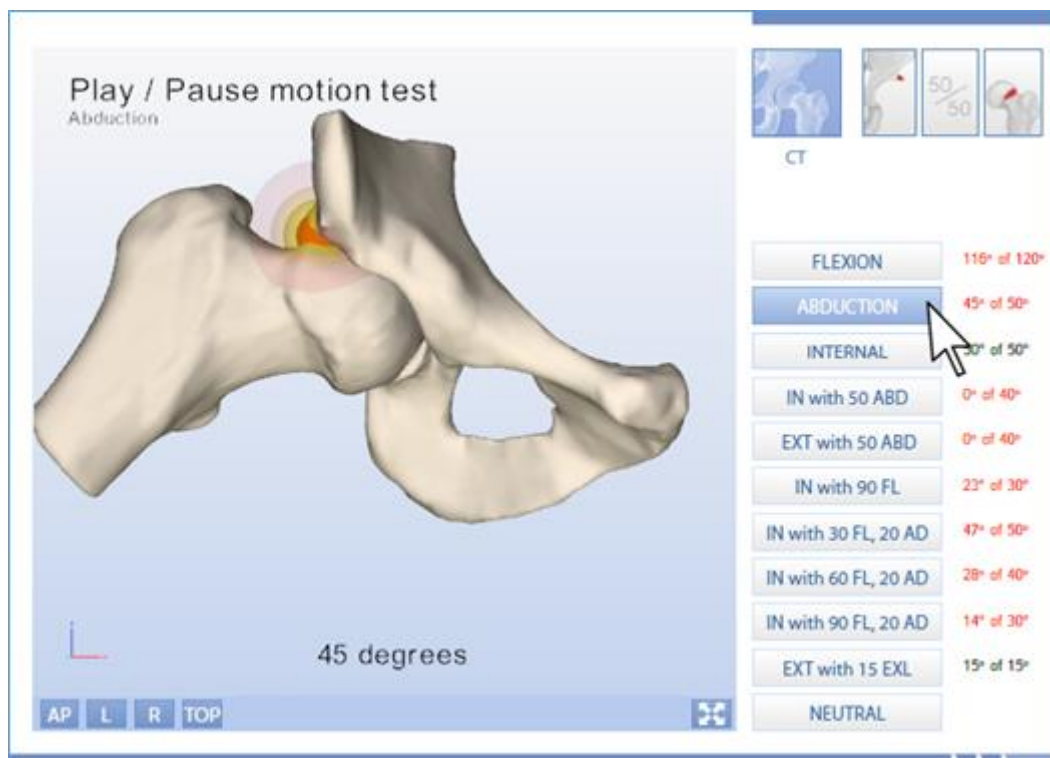 Play / Pause motion test
Abduction
50/50
CT
FLEXION 116° of 120°
ABDUCTION 45° of 50°
INTERNAL 50° of 50°
IN with 50 ABD 0° of 40°
EXT with 50 ABD 0° of 40°
IN with 90 FL 23° of 30°
IN with 30 FL, 20 AD 47° of 50°
IN with 60 FL, 20 AD 28° of 40°
IN with 90 FL, 20 AD 14° of 30°
EXT with 15 EXL 15° of 15°
NEUTRAL
45 degrees
AP L R TOP